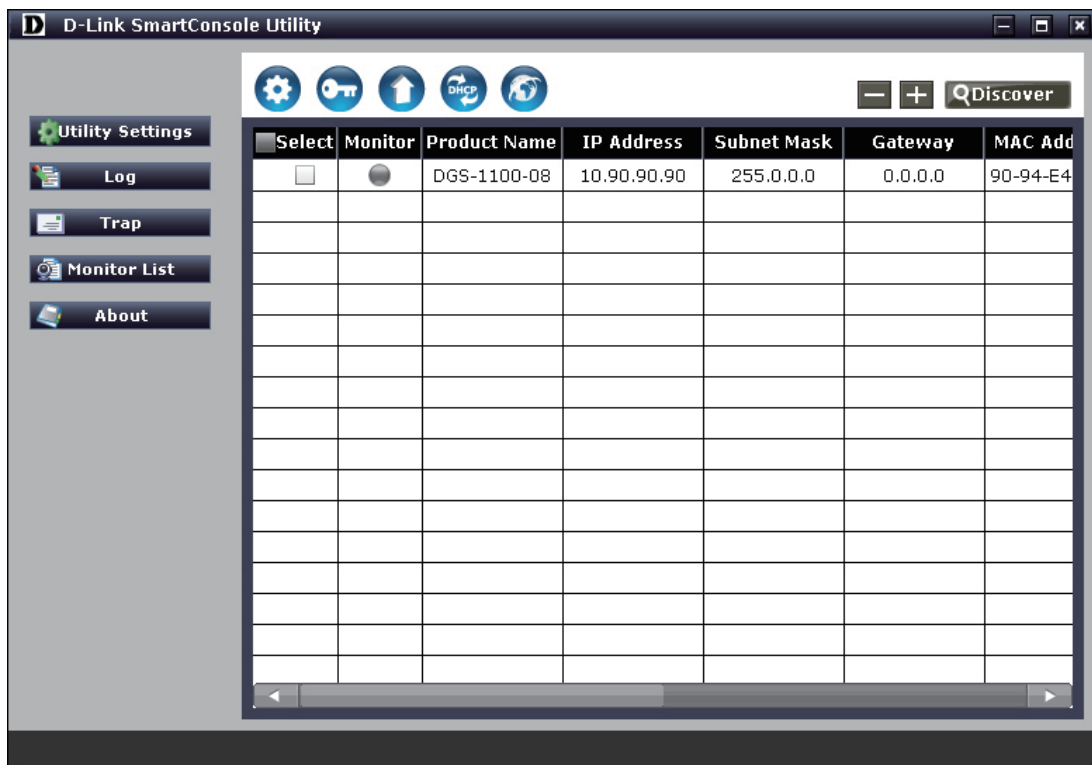 D D-Link SmartConsole Utility
DHCP
Discover
Utility Settings
Log
Trap
Monitor List
About
Select Monitor Product Name IP Address Subnet Mask Gateway MAC Add
DGS-1100-08 10.90.90.90 255.0.0.0 0.0.0.0 90-94-E4